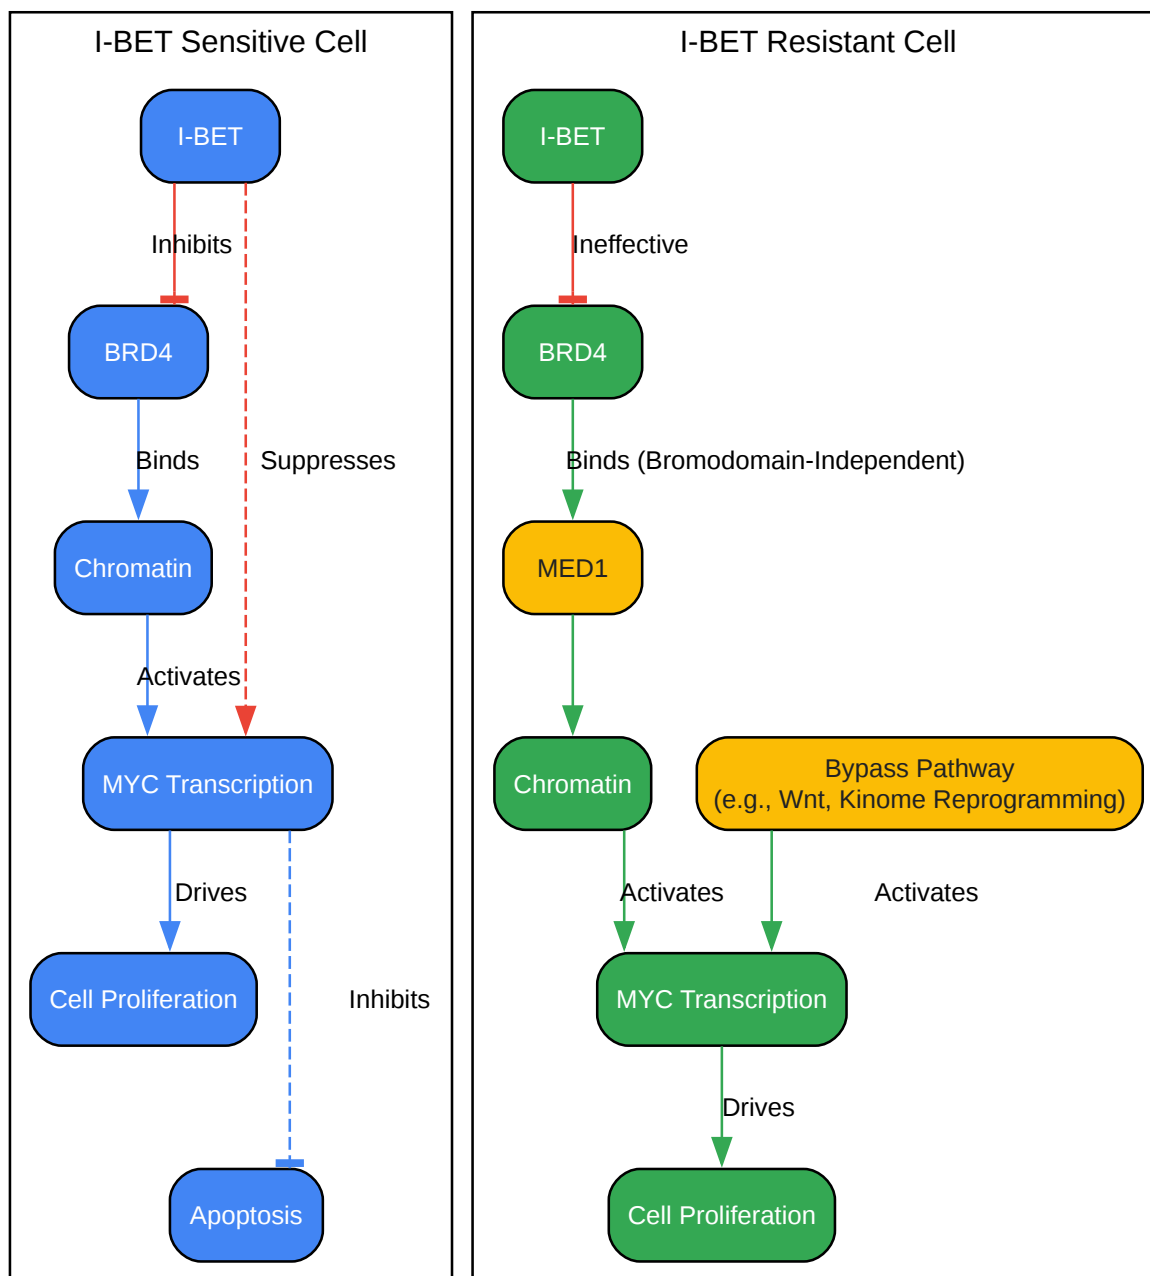 I-BET Sensitive Cell
I-BET
Inhibits
BRD4
Binds
Suppresses
Chromatin
Activates
MYC Transcription
Drives
Cell Proliferation
Inhibits
Apoptosis
I-BET Resistant Cell
I-BET
Ineffective
BRD4
Binds (Bromodomain-Independent)
MED1
Chromatin
Bypass Pathway
(e.g., Wnt, Kinome Reprogramming)
Activates
Activates
MYC Transcription
Drives
Cell Proliferation